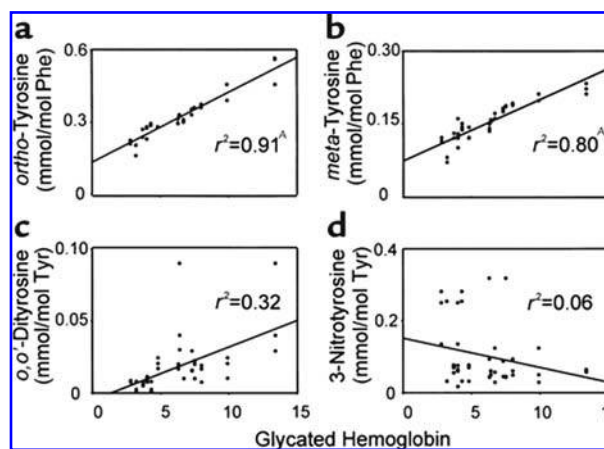 a
ortho-Tyrosine
(mmol/mol Phe)
0.6
0.3
0
r²=0.91ᴬ
b
meta-Tyrosine
(mmol/mol Phe)
0.30
0.15
0
r²=0.80ᴬ
c
o,o'-Dityrosine
(mmol/mol Tyr)
0.10
0.05
0
r²=0.32
0 5 10 15
d
3-Nitrotyrosine
(mmol/mol Tyr)
0.4
0.2
0
r²=0.06
0 5 10 15
Glycated Hemoglobin